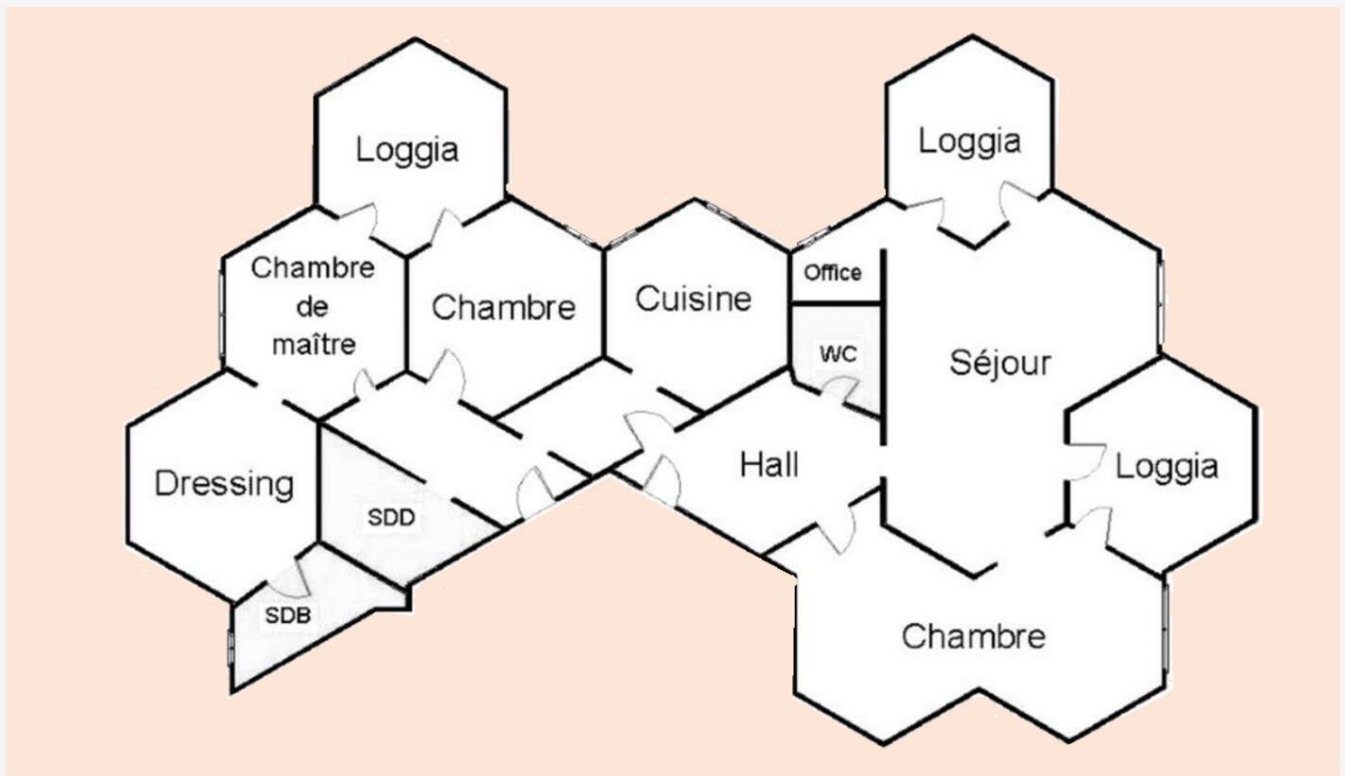 Loggia
Loggia
Chambre
de
maître
Chambre
Cuisine
Office
WC
Séjour
Dressing
SDD
Hall
Loggia
SDB
Chambre